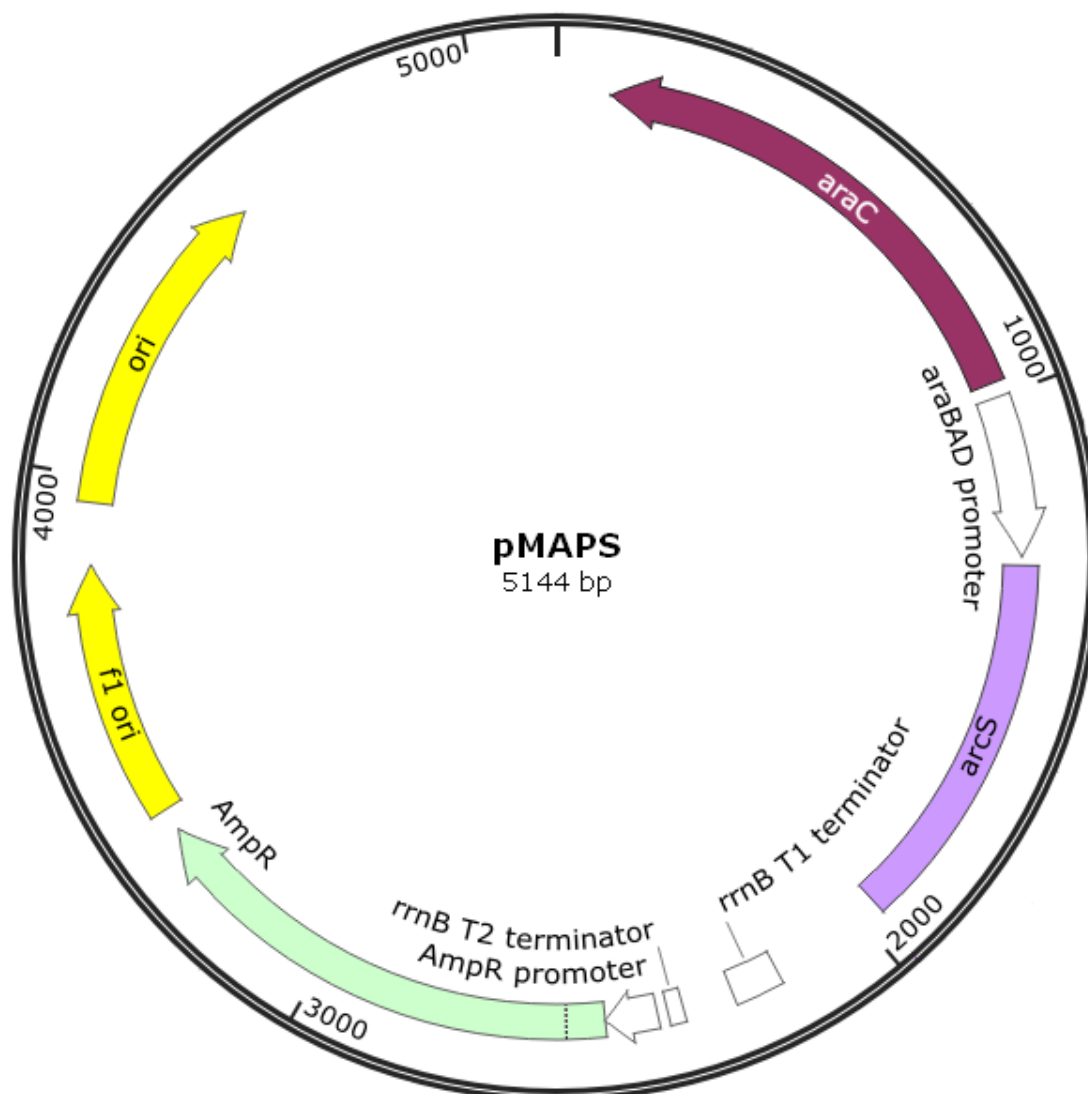 5000
araC
1000
araBAD promoter
ori
4000
pMAPS
5144 bp
f1 ori
arcS
rrnB T1 terminator
AmpR
rrnB T2 terminator
AmpR promoter
2000
3000